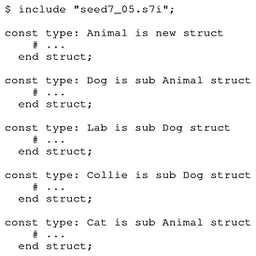 $ include "seed7_05.s7i";
const type: Animal is new struct
# ...
end struct;
const type: Dog is sub Animal struct
# ...
end struct;
const type: Lab is sub Dog struct
# ...
end struct;
const type: Collie is sub Dog struct
# ...
end struct;
const type: Cat is sub Animal struct
# ...
end struct;